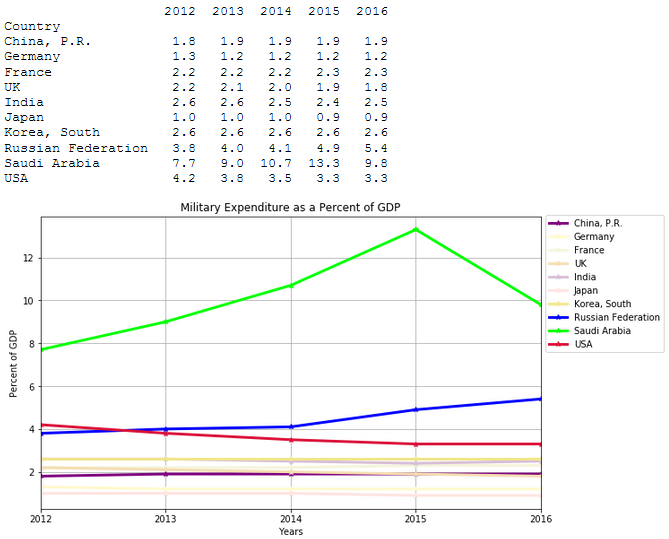 2012 2013 2014 2015 2016
Country
China, P.R. 1.8 1.9 1.9 1.9 1.9
Germany 1.3 1.2 1.2 1.2 1.2
France 2.2 2.2 2.2 2.3 2.3
UK 2.2 2.1 2.0 1.9 1.8
India 2.6 2.6 2.5 2.4 2.5
Japan 1.0 1.0 1.0 0.9 0.9
Korea, South 2.6 2.6 2.6 2.6 2.6
Russian Federation 3.8 4.0 4.1 4.9 5.4
Saudi Arabia 7.7 9.0 10.7 13.3 9.8
USA 4.2 3.8 3.5 3.3 3.3
Military Expenditure as a Percent of GDP
Percent of GDP
12
10
8
6
4
2
2012 2013 2014 2015 2016
Years
China, P.R.
Germany
France
UK
India
Japan
Korea, South
Russian Federation
Saudi Arabia
USA